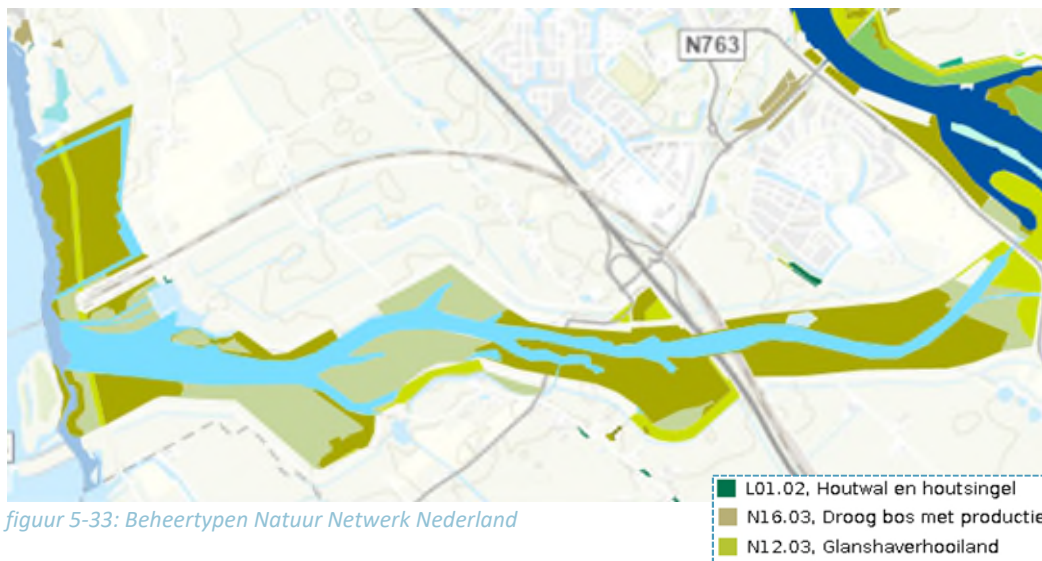 N763
figuur 5-33: Beheertypen Natuur Netwerk Nederland
L01.02, Houtwal en houtsingel
N16.03, Droog bos met productie
N12.03, Glanshaverhooiland